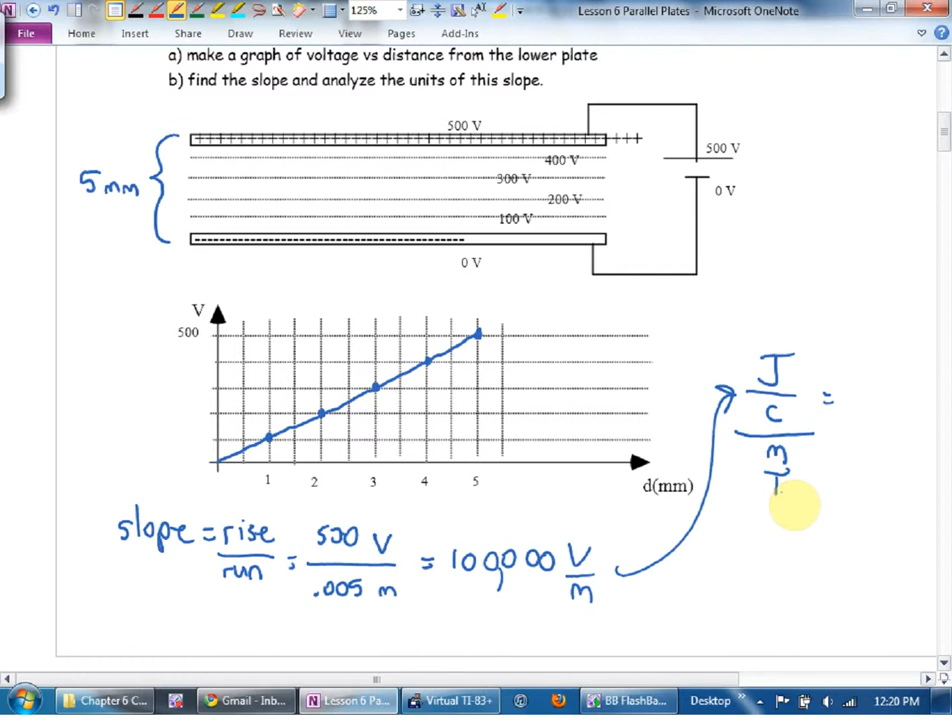 Lesson 6 Parallel Plates - Microsoft OneNote
125%
File Home Insert Share Draw Review View Pages Add-Ins
a) make a graph of voltage vs distance from the lower plate
b) find the slope and analyze the units of this slope.
500 V
+++
400 V
500 V
300 V
5 mm
0 V
200 V
100 V
0 V
V
500
J
C
=
m
1 2 3 4 5
d(mm)
slope = rise
run
= 500 V
.005 m
= 100,000 V
m
Chapter 6 C...
Gmail - Inb...
Lesson 6 Pa...
Virtual TI-83+
BB FlashBa...
Desktop
12:20 PM